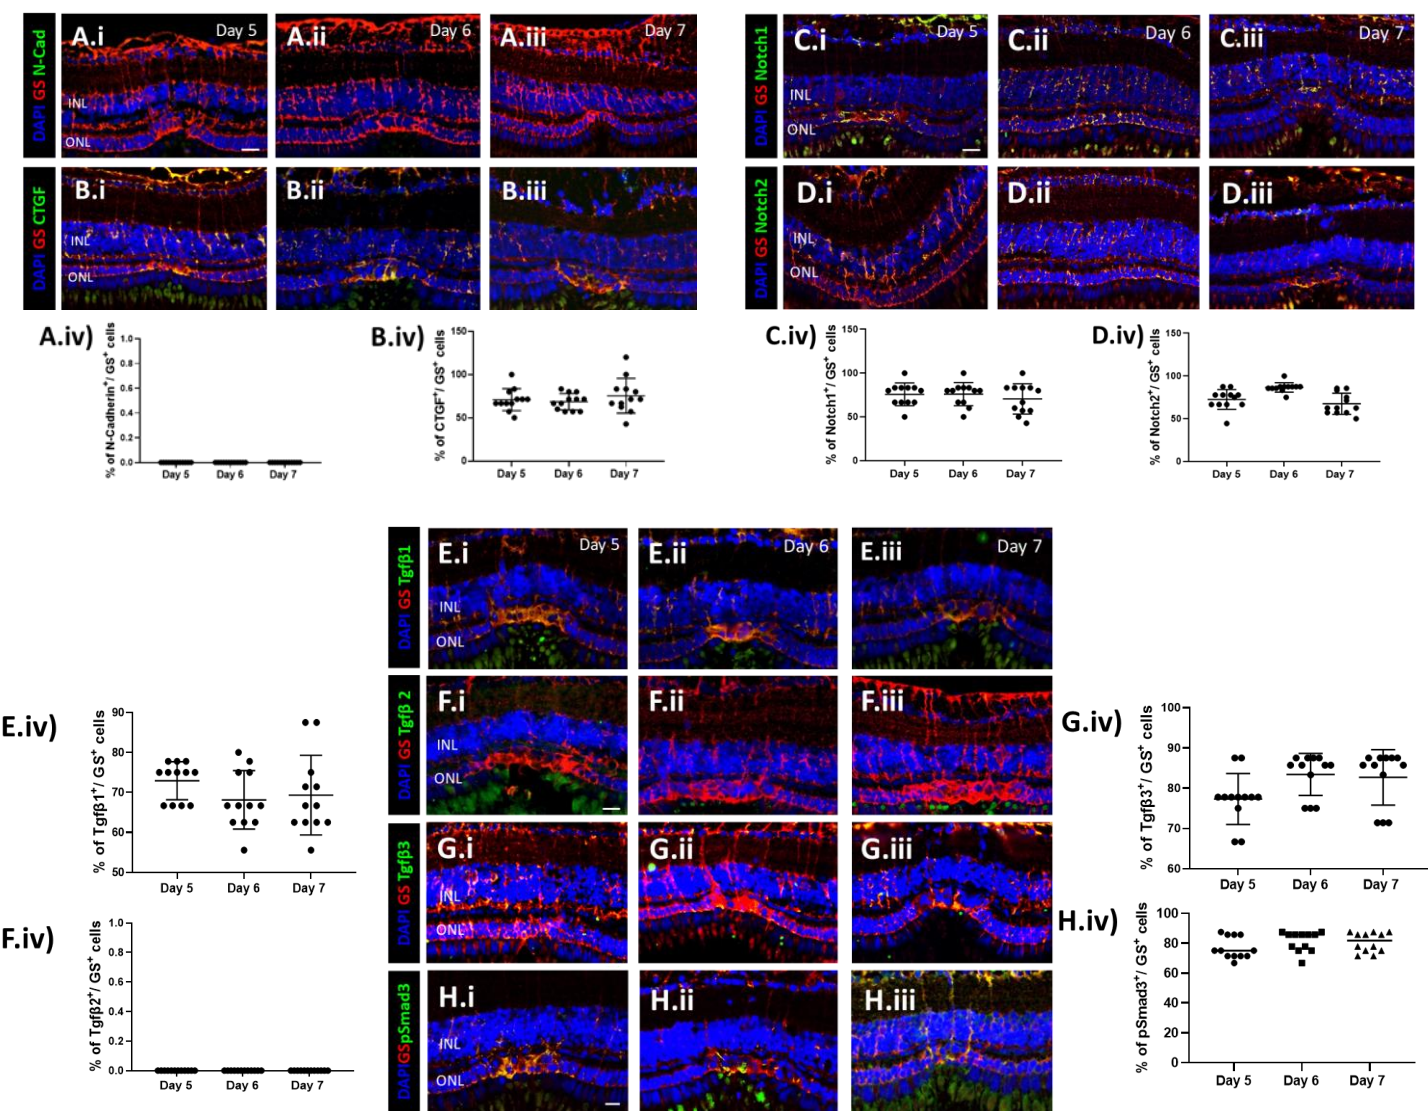 DAPI GS N-Cad
A.i
Day 5
INL
ONL
A.ii
Day 6
A.iii
Day 7
DAPI GS CTGF
B.i
INL
ONL
B.ii
B.iii
DAPI GS Notch1
C.i
Day 5
INL
ONL
C.ii
Day 6
C.iii
Day 7
DAPI GS Notch2
D.i
INL
ONL
D.ii
D.iii
A.iv)
% of N-Cadherin⁺/ GS⁺ cells
1.0
0.8
0.6
0.4
0.2
0.0
Day 5 Day 6 Day 7
B.iv)
% of CTGF⁺/ GS⁺ cells
150
100
50
0
Day 5 Day 6 Day 7
C.iv)
% of Notch1⁺/ GS⁺ cells
150
100
50
0
Day 5 Day 6 Day 7
D.iv)
% of Notch2⁺/ GS⁺ cells
150
100
50
0
Day 5 Day 6 Day 7
DAPI GS Tgfβ1
E.i
Day 5
INL
ONL
E.ii
Day 6
E.iii
Day 7
DAPI GS Tgfβ 2
F.i
INL
ONL
F.ii
F.iii
DAPI GS Tgfβ3
G.i
INL
ONL
G.ii
G.iii
DAPIGSpSmad3
H.i
INL
ONL
H.ii
H.iii
E.iv)
% of Tgfβ1⁺/ GS⁺ cells
90
80
70
60
50
Day 5 Day 6 Day 7
F.iv)
% of Tgfβ2⁺/ GS⁺ cells
1.0
0.8
0.6
0.4
0.2
0.0
Day 5 Day 6 Day 7
G.iv)
% of Tgfβ3⁺/ GS⁺ cells
100
90
80
70
60
Day 5 Day 6 Day 7
H.iv)
% of pSmad3⁺/ GS⁺ cells
100
80
60
40
20
0
Day 5 Day 6 Day 7